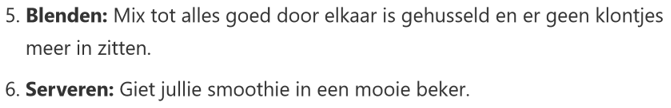 5. Blenden: Mix tot alles goed door elkaar is gehusseld en er geen klontjes
meer in zitten.
6. Serveren: Giet jullie smoothie in een mooie beker.